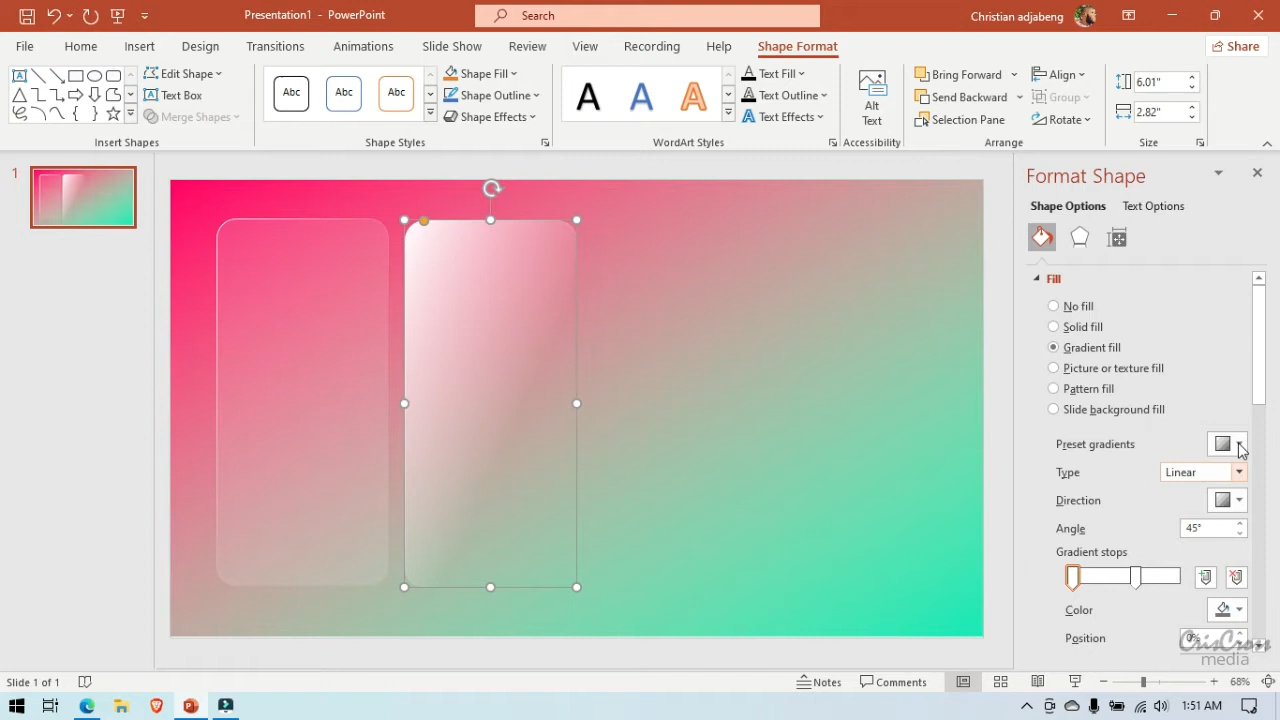 Presentation1 - PowerPoint
Search
Christian adjabeng
File Home Insert Design Transitions Animations Slide Show Review View Recording Help Shape Format
Share
Edit Shape
Text Box
Merge Shapes
Insert Shapes
Abc Abc Abc
Shape Fill
Shape Outline
Shape Effects
Shape Styles
A A A
Text Fill
Text Outline
Text Effects
WordArt Styles
Alt
Text
Accessibility
Bring Forward
Send Backward
Selection Pane
Align
Group
Rotate
Arrange
6.01"
2.82"
Size
1
Format Shape
Shape Options Text Options
Fill
No fill
Solid fill
Gradient fill
Picture or texture fill
Pattern fill
Slide background fill
Preset gradients
Type Linear
Direction
Angle 45°
Gradient stops
Color
Position 0%
CrisCross
media
Slide 1 of 1
Notes
Comments
68%
1:51 AM